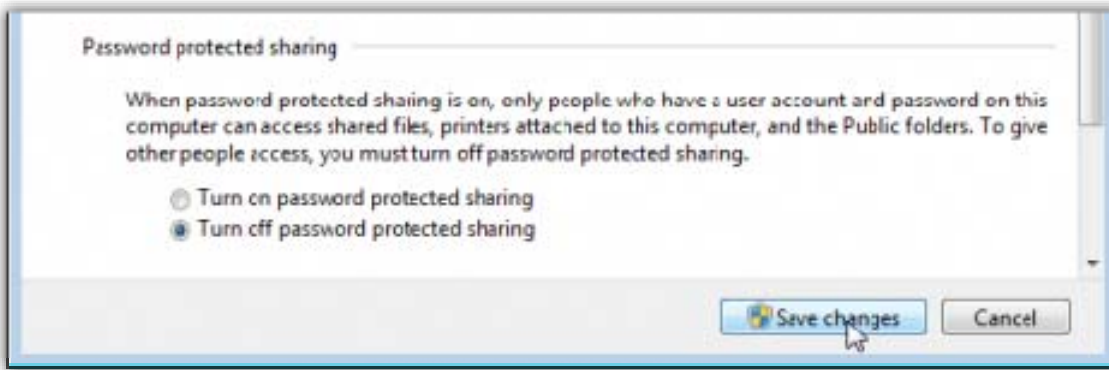 Password protected sharing
When password protected sharing is on, only people who have a user account and password on this
computer can access shared files, printers attached to this computer, and the Public folders. To give
other people access, you must turn off password protected sharing.
Turn on password protected sharing
Turn off password protected sharing
Save changes
Cancel